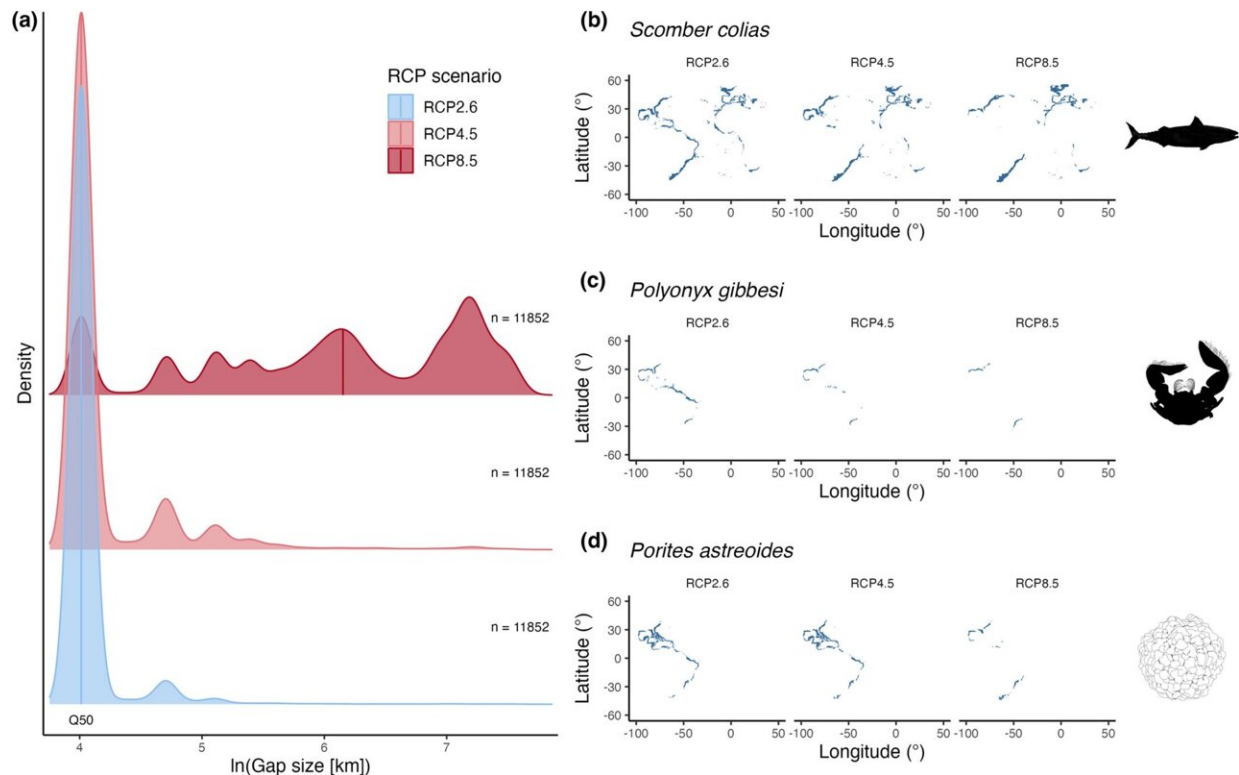 (a)
RCP scenario
RCP2.6
RCP4.5
RCP8.5
n = 11852
n = 11852
n = 11852
Density
Q50
4 5 6 7
ln(Gap size [km])
(b) Scomber colias
RCP2.6 RCP4.5 RCP8.5
60
30
0
-30
-60
Latitude (°)
-100 -50 0 50 -100 -50 0 50 -100 -50 0 50
Longitude (°)
(c) Polyonyx gibbesi
RCP2.6 RCP4.5 RCP8.5
60
30
0
-30
-60
Latitude (°)
-100 -50 0 50 -100 -50 0 50 -100 -50 0 50
Longitude (°)
(d) Porites astreoides
RCP2.6 RCP4.5 RCP8.5
60
30
0
-30
-60
Latitude (°)
-100 -50 0 50 -100 -50 0 50 -100 -50 0 50
Longitude (°)